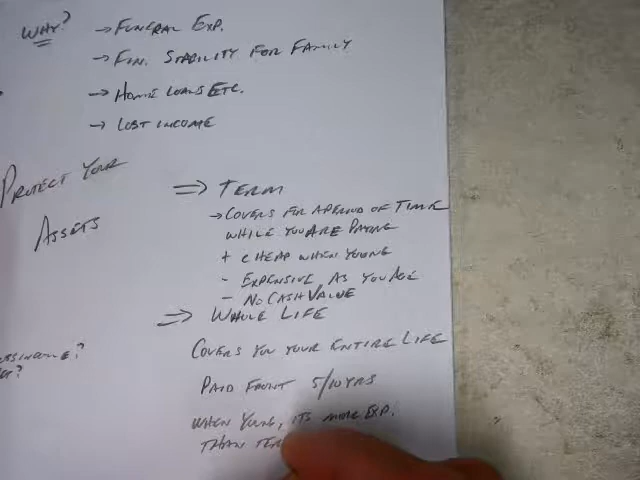 WHY?
→ FUNERAL EXP.
→ FIN. STABILITY FOR FAMILY
→ HOME LOANS ETC.
→ LOST INCOME
PROTECT YOUR
ASSETS
⇒ TERM
→ COVERS FOR A PERIOD OF TIME
WHILE YOU ARE PAYING
+ CHEAP WHEN YOUNG
- EXPENSIVE AS YOU AGE
- NO CASH VALUE
⇒ WHOLE LIFE
COVERS YOU YOUR ENTIRE LIFE
PAID FRONT 5/10 YRS
WHEN YOUNG, ITS MORE EXP.
THAN